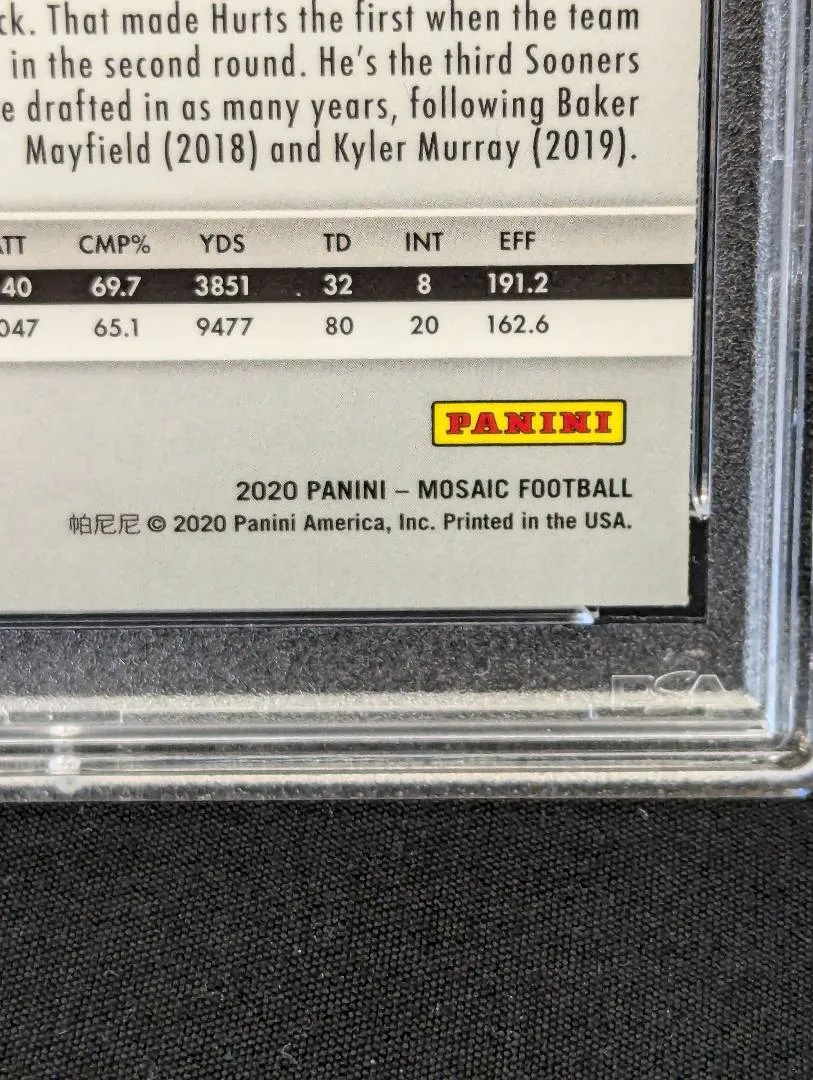 ck. That made Hurts the first when the team
in the second round. He's the third Sooners
e drafted in as many years, following Baker
Mayfield (2018) and Kyler Murray (2019).
ATT CMP% YDS TD INT EFF
40 69.7 3851 32 8 191.2
047 65.1 9477 80 20 162.6
PANINI
2020 PANINI – MOSAIC FOOTBALL
帕尼尼 © 2020 Panini America, Inc. Printed in the USA.
PSA